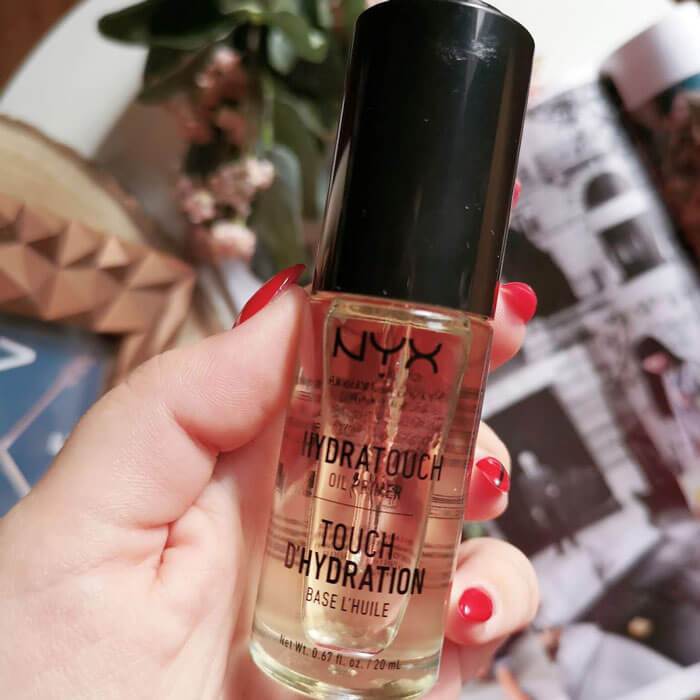 NYX
HYDRATOUCH
OIL PRIMER
TOUCH
D'HYDRATION
BASE L'HUILE
Net Wt. 0.67 fl. oz. / 20 mL